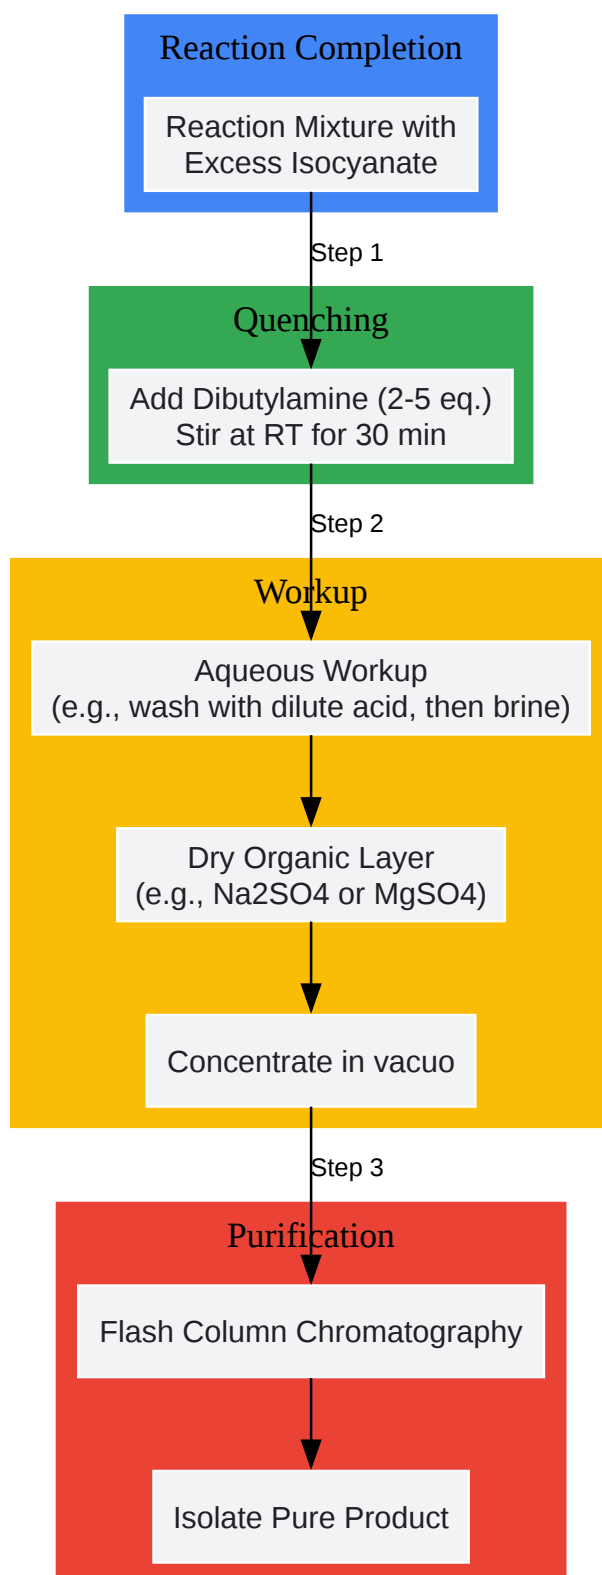 Reaction Completion
Reaction Mixture with
Excess Isocyanate
Step 1
Quenching
Add Dibutylamine (2-5 eq.)
Stir at RT for 30 min
Step 2
Workup
Aqueous Workup
(e.g., wash with dilute acid, then brine)
Dry Organic Layer
(e.g., Na2SO4 or MgSO4)
Concentrate in vacuo
Step 3
Purification
Flash Column Chromatography
Isolate Pure Product